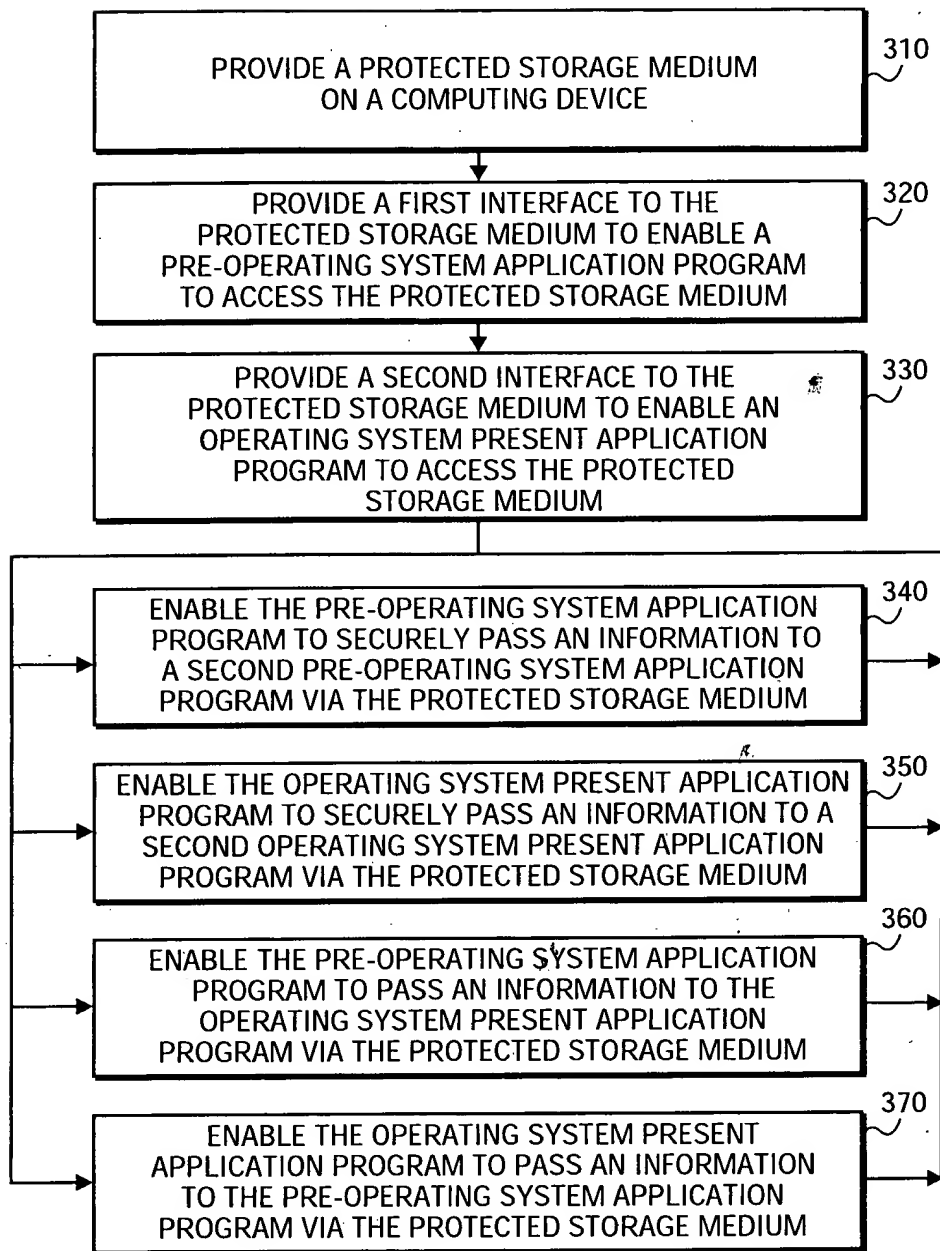 310
PROVIDE A PROTECTED STORAGE MEDIUM
ON A COMPUTING DEVICE
320
PROVIDE A FIRST INTERFACE TO THE
PROTECTED STORAGE MEDIUM TO ENABLE A
PRE-OPERATING SYSTEM APPLICATION PROGRAM
TO ACCESS THE PROTECTED STORAGE MEDIUM
330
PROVIDE A SECOND INTERFACE TO THE
PROTECTED STORAGE MEDIUM TO ENABLE AN
OPERATING SYSTEM PRESENT APPLICATION
PROGRAM TO ACCESS THE PROTECTED
STORAGE MEDIUM
340
ENABLE THE PRE-OPERATING SYSTEM APPLICATION
PROGRAM TO SECURELY PASS AN INFORMATION TO
A SECOND PRE-OPERATING SYSTEM APPLICATION
PROGRAM VIA THE PROTECTED STORAGE MEDIUM
350
ENABLE THE OPERATING SYSTEM PRESENT APPLICATION
PROGRAM TO SECURELY PASS AN INFORMATION TO A
SECOND OPERATING SYSTEM PRESENT APPLICATION
PROGRAM VIA THE PROTECTED STORAGE MEDIUM
360
ENABLE THE PRE-OPERATING SYSTEM APPLICATION
PROGRAM TO PASS AN INFORMATION TO THE
OPERATING SYSTEM PRESENT APPLICATION
PROGRAM VIA THE PROTECTED STORAGE MEDIUM
370
ENABLE THE OPERATING SYSTEM PRESENT
APPLICATION PROGRAM TO PASS AN INFORMATION
TO THE PRE-OPERATING SYSTEM APPLICATION
PROGRAM VIA THE PROTECTED STORAGE MEDIUM